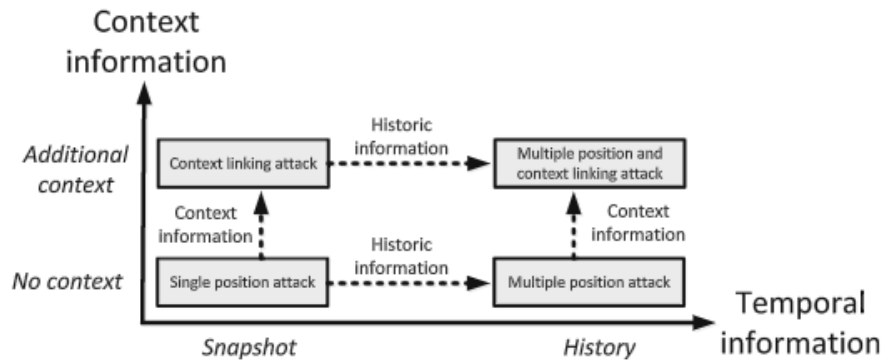 Context
information
Additional
context
Context linking attack
Historic
information
Multiple position and
context linking attack
Context
information
Context
information
No context
Single position attack
Historic
information
Multiple position attack
Snapshot
History
Temporal
information